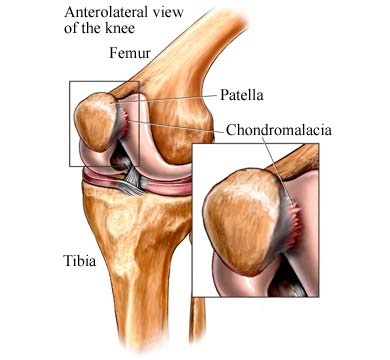 Anterolateral view
of the knee
Femur
Patella
Chondromalacia
Tibia